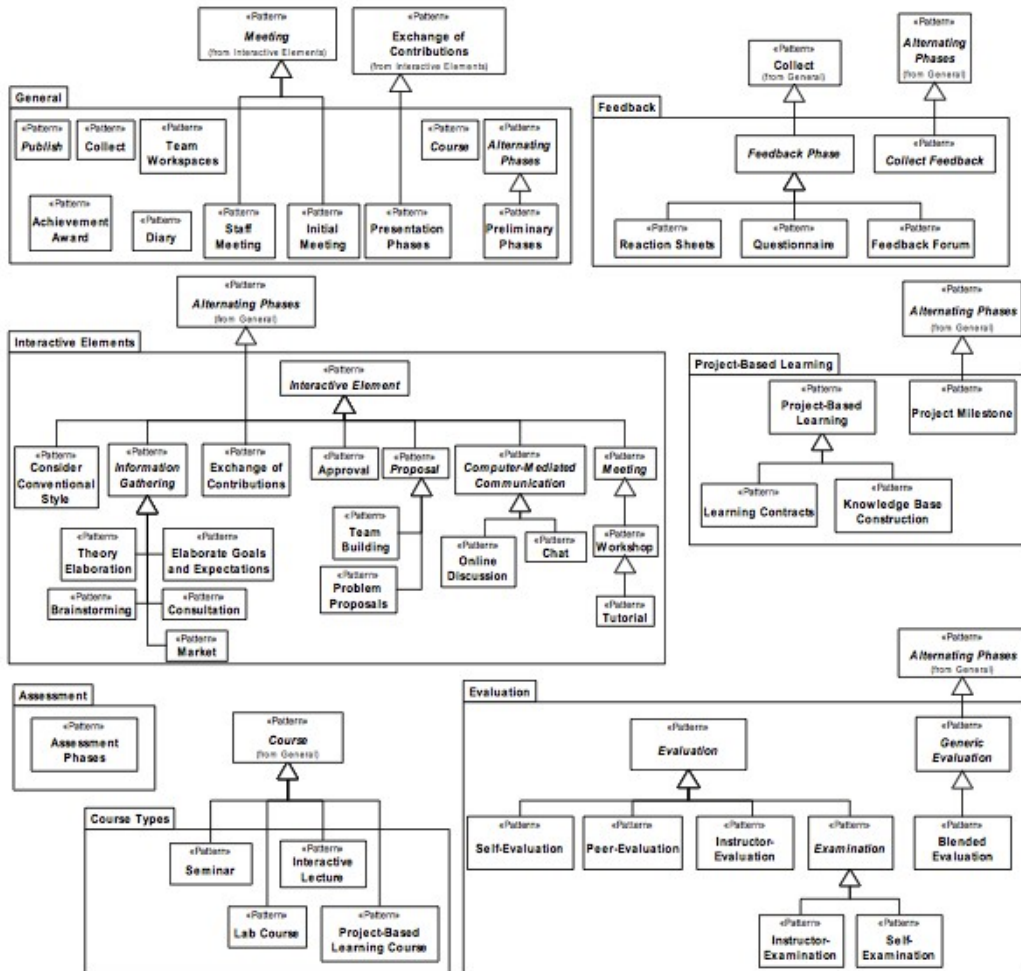 «Pattern»
Meeting
(from Interactive Elements)
«Pattern»
Exchange of
Contributions
(from Interactive Elements)
General
«Pattern»
Publish
«Pattern»
Collect
«Pattern»
Team
Workspaces
«Pattern»
Course
«Pattern»
Alternating
Phases
«Pattern»
Achievement
Award
«Pattern»
Diary
«Pattern»
Staff
Meeting
«Pattern»
Initial
Meeting
«Pattern»
Presentation
Phases
«Pattern»
Preliminary
Phases
«Pattern»
Collect
(from General)
«Pattern»
Alternating
Phases
(from General)
Feedback
«Pattern»
Feedback Phase
«Pattern»
Collect Feedback
«Pattern»
Reaction Sheets
«Pattern»
Questionnaire
«Pattern»
Feedback Forum
«Pattern»
Alternating Phases
(from General)
Interactive Elements
«Pattern»
Interactive Element
«Pattern»
Consider
Conventional
Style
«Pattern»
Information
Gathering
«Pattern»
Exchange of
Contributions
«Pattern»
Approval
«Pattern»
Proposal
«Pattern»
Computer-Mediated
Communication
«Pattern»
Meeting
«Pattern»
Theory
Elaboration
«Pattern»
Elaborate Goals
and Expectations
«Pattern»
Team
Building
«Pattern»
Online
Discussion
«Pattern»
Chat
«Pattern»
Workshop
«Pattern»
Brainstorming
«Pattern»
Consultation
«Pattern»
Problem
Proposals
«Pattern»
Tutorial
«Pattern»
Market
«Pattern»
Alternating Phases
(from General)
Project-Based Learning
«Pattern»
Project-Based
Learning
«Pattern»
Project Milestone
«Pattern»
Learning Contracts
«Pattern»
Knowledge Base
Construction
Assessment
«Pattern»
Assessment
Phases
«Pattern»
Course
(from General)
Course Types
«Pattern»
Seminar
«Pattern»
Interactive
Lecture
«Pattern»
Lab Course
«Pattern»
Project-Based
Learning Course
«Pattern»
Alternating Phases
(from General)
Evaluation
«Pattern»
Evaluation
«Pattern»
Generic
Evaluation
«Pattern»
Self-Evaluation
«Pattern»
Peer-Evaluation
«Pattern»
Instructor-
Evaluation
«Pattern»
Examination
«Pattern»
Blended
Evaluation
«Pattern»
Instructor-
Examination
«Pattern»
Self-
Examination